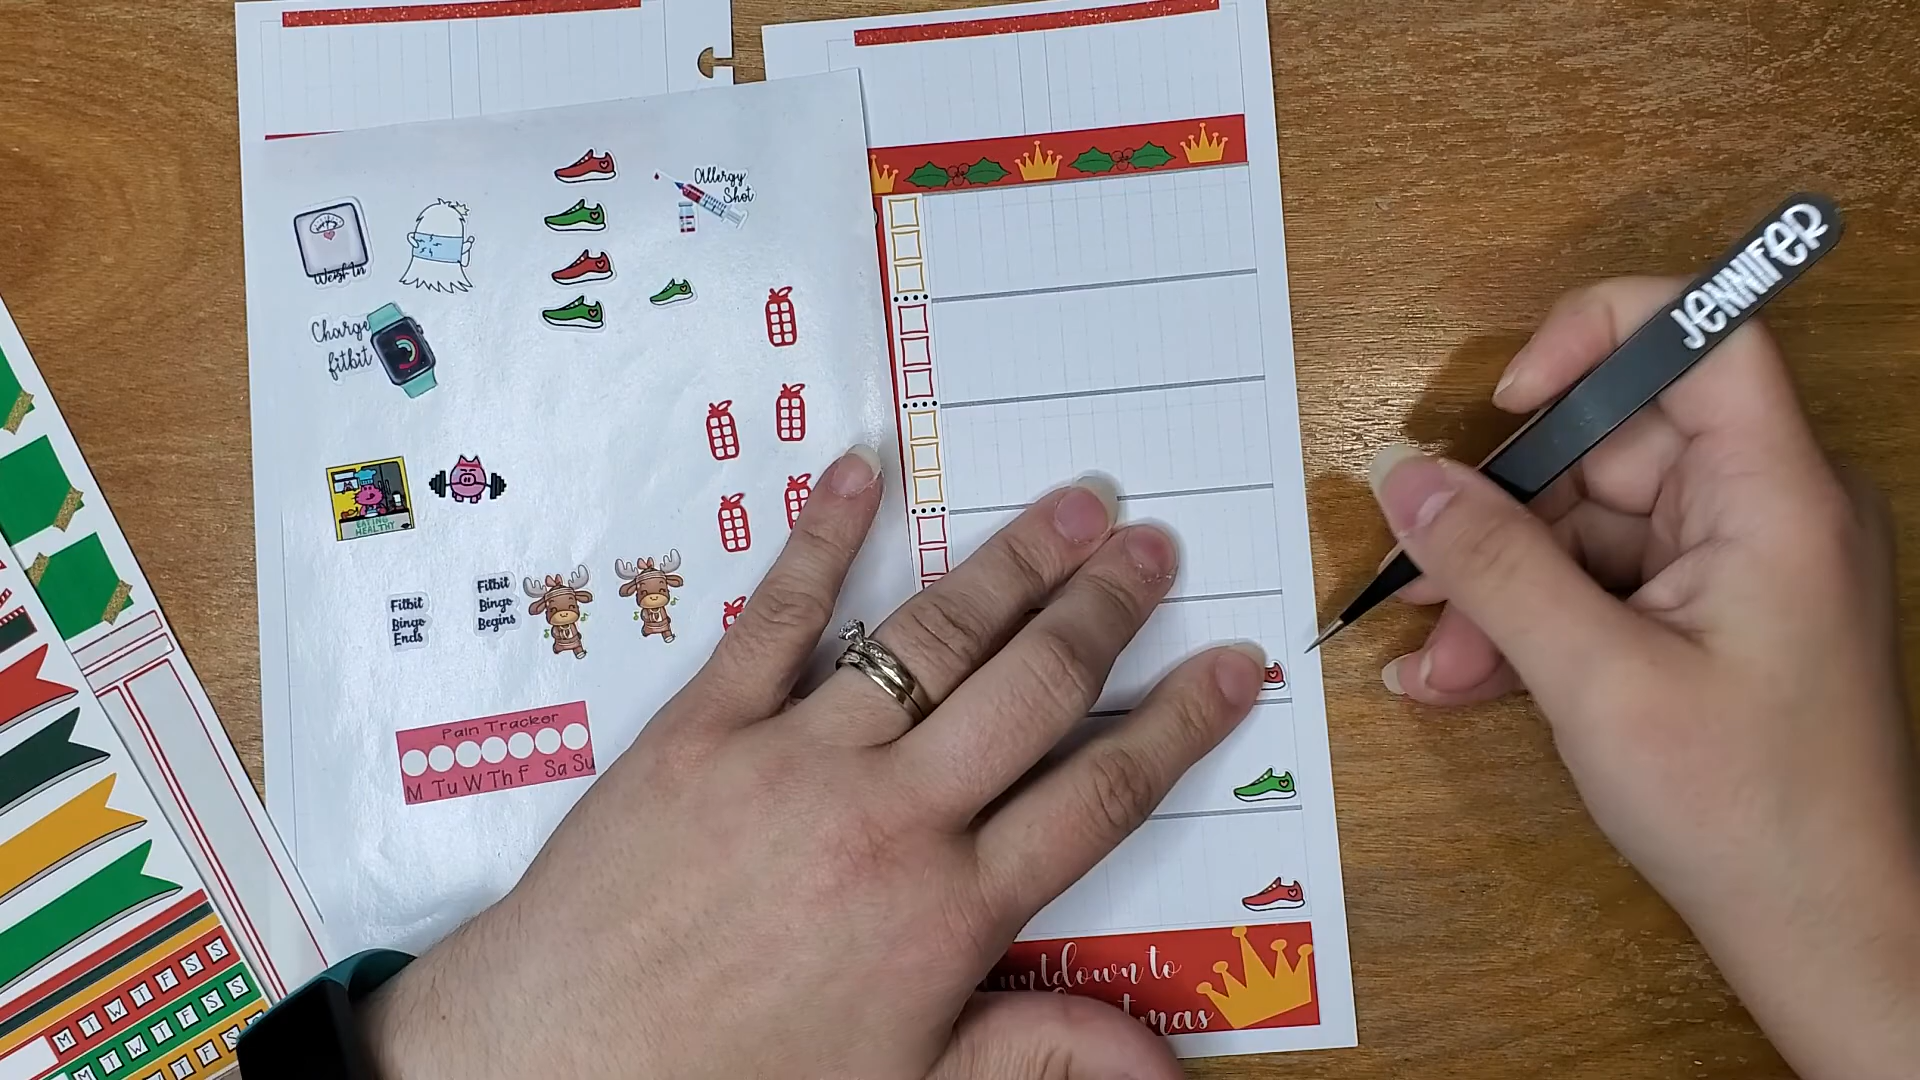 Allergy
Shot
Weigh In
Charge
fitbit
EATING
HEALTHY
Fitbit
Bingo
Ends
Fitbit
Bingo
Begins
Pain Tracker
M Tu W Th F Sa Su
JENNIFER
M T W T F S S
M T W T F S S
T F S